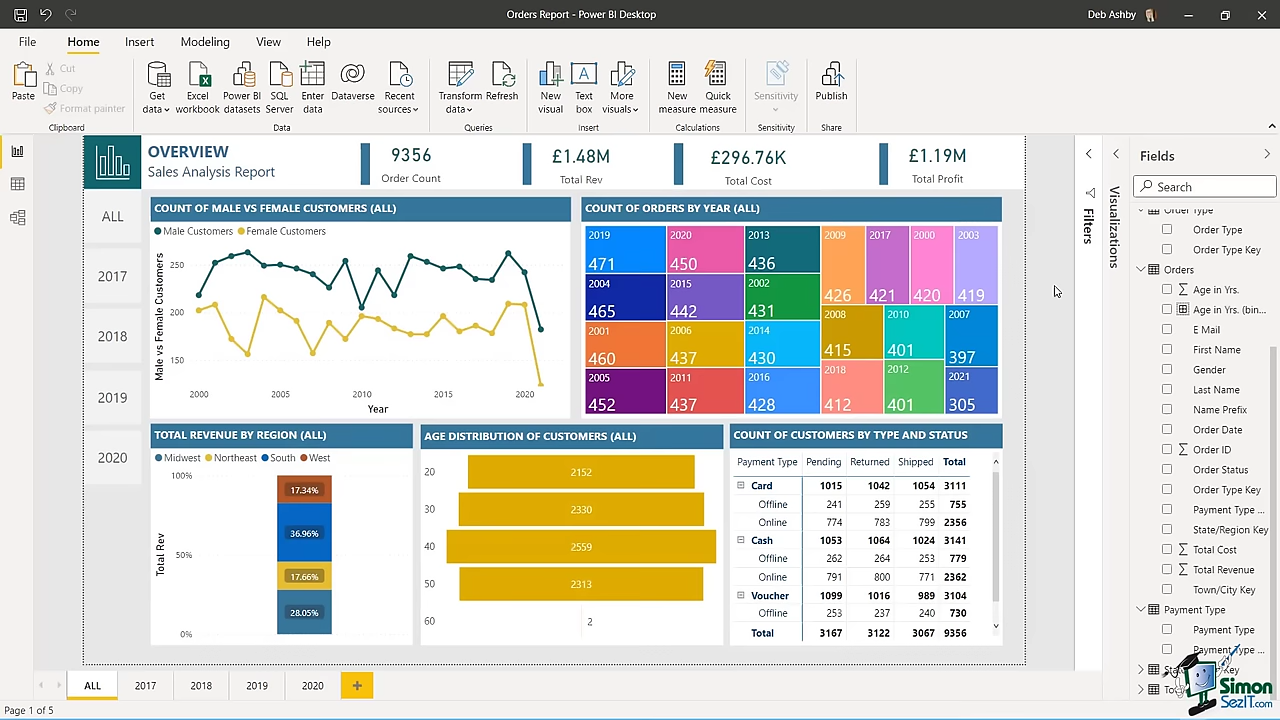 Orders Report - Power BI Desktop
Deb Ashby
File Home Insert Modeling View Help
Paste
Cut
Copy
Format painter
Clipboard
Get data
Excel workbook
Power BI datasets
SQL Server
Enter data
Dataverse
Recent sources
Data
Transform data
Refresh
Queries
New visual
A
Text box
More visuals
Insert
New measure
Quick measure
Calculations
Sensitivity
Sensitivity
Publish
Share
OVERVIEW
Sales Analysis Report
9356
Order Count
£1.48M
Total Rev
£296.76K
Total Cost
£1.19M
Total Profit
ALL
2017
2018
2019
2020
COUNT OF MALE VS FEMALE CUSTOMERS (ALL)
Male Customers Female Customers
Male vs Female Customers
250
200
150
2000 2005 2010 2015 2020
Year
COUNT OF ORDERS BY YEAR (ALL)
2019
471
2004
465
2001
460
2005
452
2020
450
2015
442
2006
437
2011
437
2013
436
2002
431
2014
430
2016
428
2009
426
2017
421
2000
420
2003
419
2008
415
2010
401
2007
397
2018
412
2012
401
2021
305
TOTAL REVENUE BY REGION (ALL)
Midwest Northeast South West
Total Rev
100%
50%
0%
17.34%
36.96%
17.66%
28.05%
AGE DISTRIBUTION OF CUSTOMERS (ALL)
20 2152
30 2330
40 2559
50 2313
60 2
COUNT OF CUSTOMERS BY TYPE AND STATUS
Payment Type Pending Returned Shipped Total
Card 1015 1042 1054 3111
Offline 241 259 255 755
Online 774 783 799 2356
Cash 1053 1064 1024 3141
Offline 262 264 253 779
Online 791 800 771 2362
Voucher 1099 1016 989 3104
Offline 253 237 240 730
Total 3167 3122 3067 9356
Filters
Visualizations
Fields
Search
Order Type
Order Type
Order Type Key
Orders
Age in Yrs.
Age in Yrs. (bin...
E Mail
First Name
Gender
Last Name
Name Prefix
Order Date
Order ID
Order Status
Order Type Key
Payment Type ...
State/Region Key
Total Cost
Total Revenue
Town/City Key
Payment Type
Payment Type
Payment Type ...
Simon
SezIT.com
ALL 2017 2018 2019 2020 +
Page 1 of 5